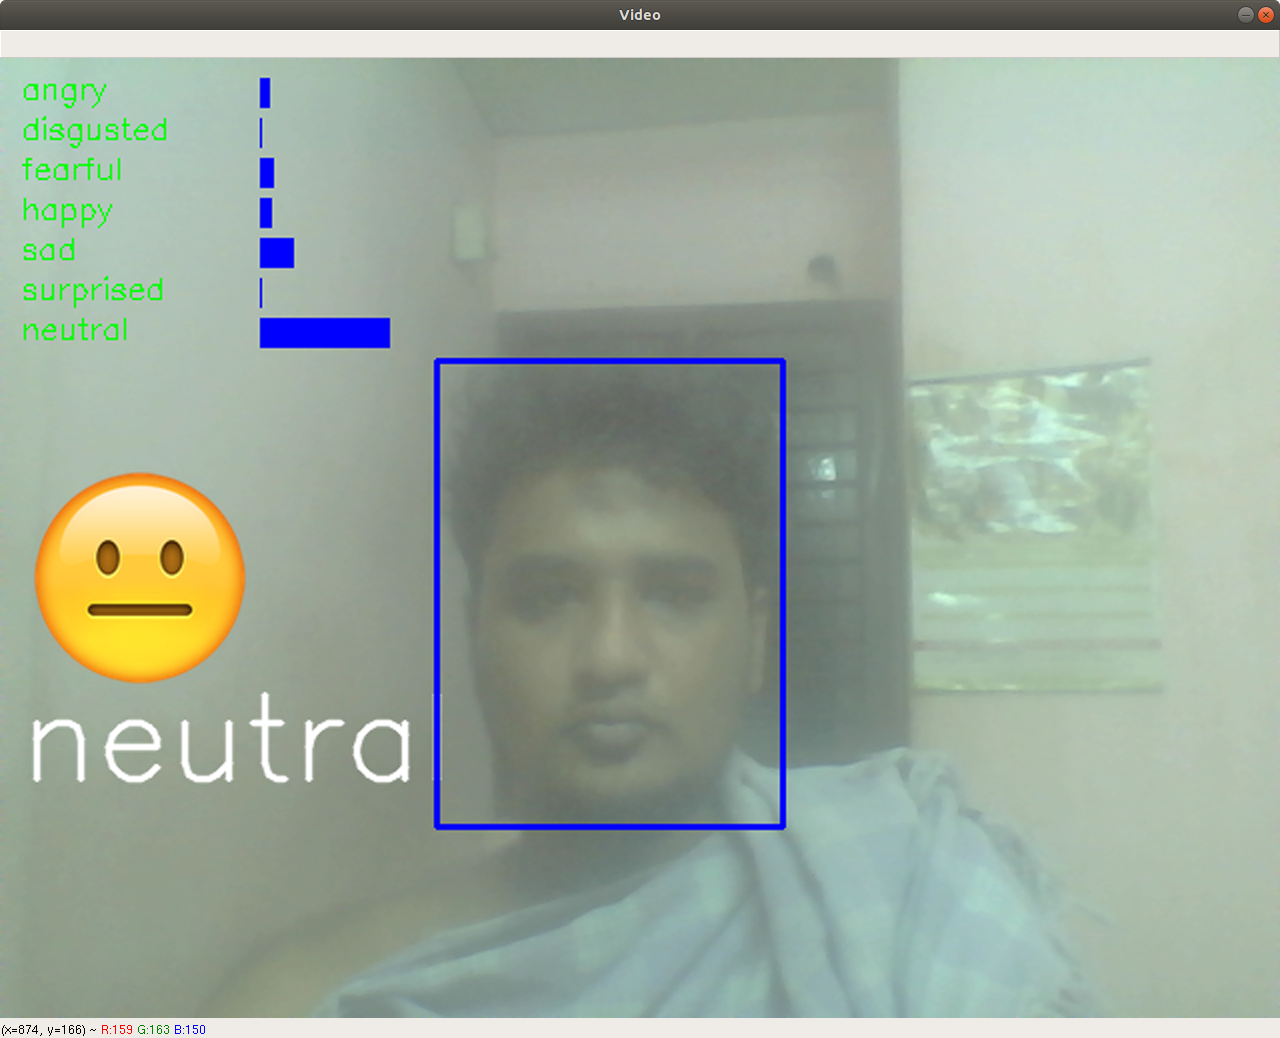 Video
angry
disgusted
fearful
happy
sad
surprised
neutral
neutra
(x=874, y=166) ~ R:159 G:163 B:150